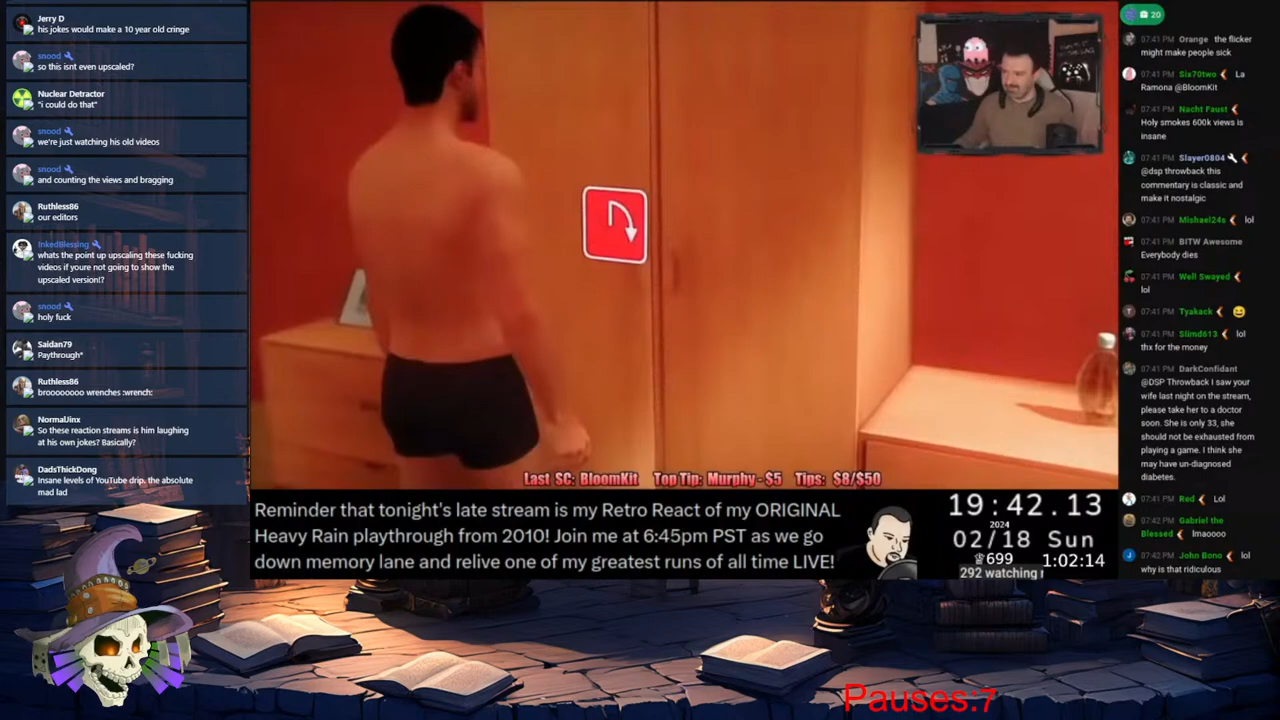 Jerry D
his jokes would make a 10 year old cringe
snood
so this isnt even upscaled?
Nuclear Detractor
"i could do that"
snood
we're just watching his old videos
snood
and counting the views and bragging
Ruthless86
our editors
InkedBlessing
whats the point up upscaling these fucking
videos if youre not going to show the
upscaled version!?
snood
holy fuck
Saidan79
Paythrough*
Ruthless86
broooooooo wrenches :wrench:
NormalJinx
So these reaction streams is him laughing
at his own jokes? Basically?
DadsThickDong
Insane levels of YouTube drip. the absolute
mad lad
Last SC: BloomKit Top Tip: Murphy - $5 Tips: $8/$50
Reminder that tonight's late stream is my Retro React of my ORIGINAL
Heavy Rain playthrough from 2010! Join me at 6:45pm PST as we go
down memory lane and relive one of my greatest runs of all time LIVE!
19:42.13
2024
02/18 Sun
699
292 watching
1:02:14
20
07:41 PM Orange the flicker
might make people sick
07:41 PM Six70two La
Ramona @BloomKit
07:41 PM Nacht Faust
Holy smokes 600k views is
insane
07:41 PM Slayer0804
@dsp throwback this
commentary is classic and
make it nostalgic
07:41 PM Mishael24s lol
07:41 PM BITW Awesome
Everybody dies
07:41 PM Well Swayed
lol
07:41 PM Tyakack
07:41 PM Slimd613 lol
thx for the money
07:41 PM DarkConfidant
@DSP Throwback I saw your
wife last night on the stream,
please take her to a doctor
soon. She is only 33, she
should not be exhausted from
playing a game. I think she
may have un-diagnosed
diabetes.
07:41 PM Red Lol
07:42 PM Gabriel the
Blessed lmaoooo
07:42 PM John Bono lol
why is that ridiculous
Pauses:7